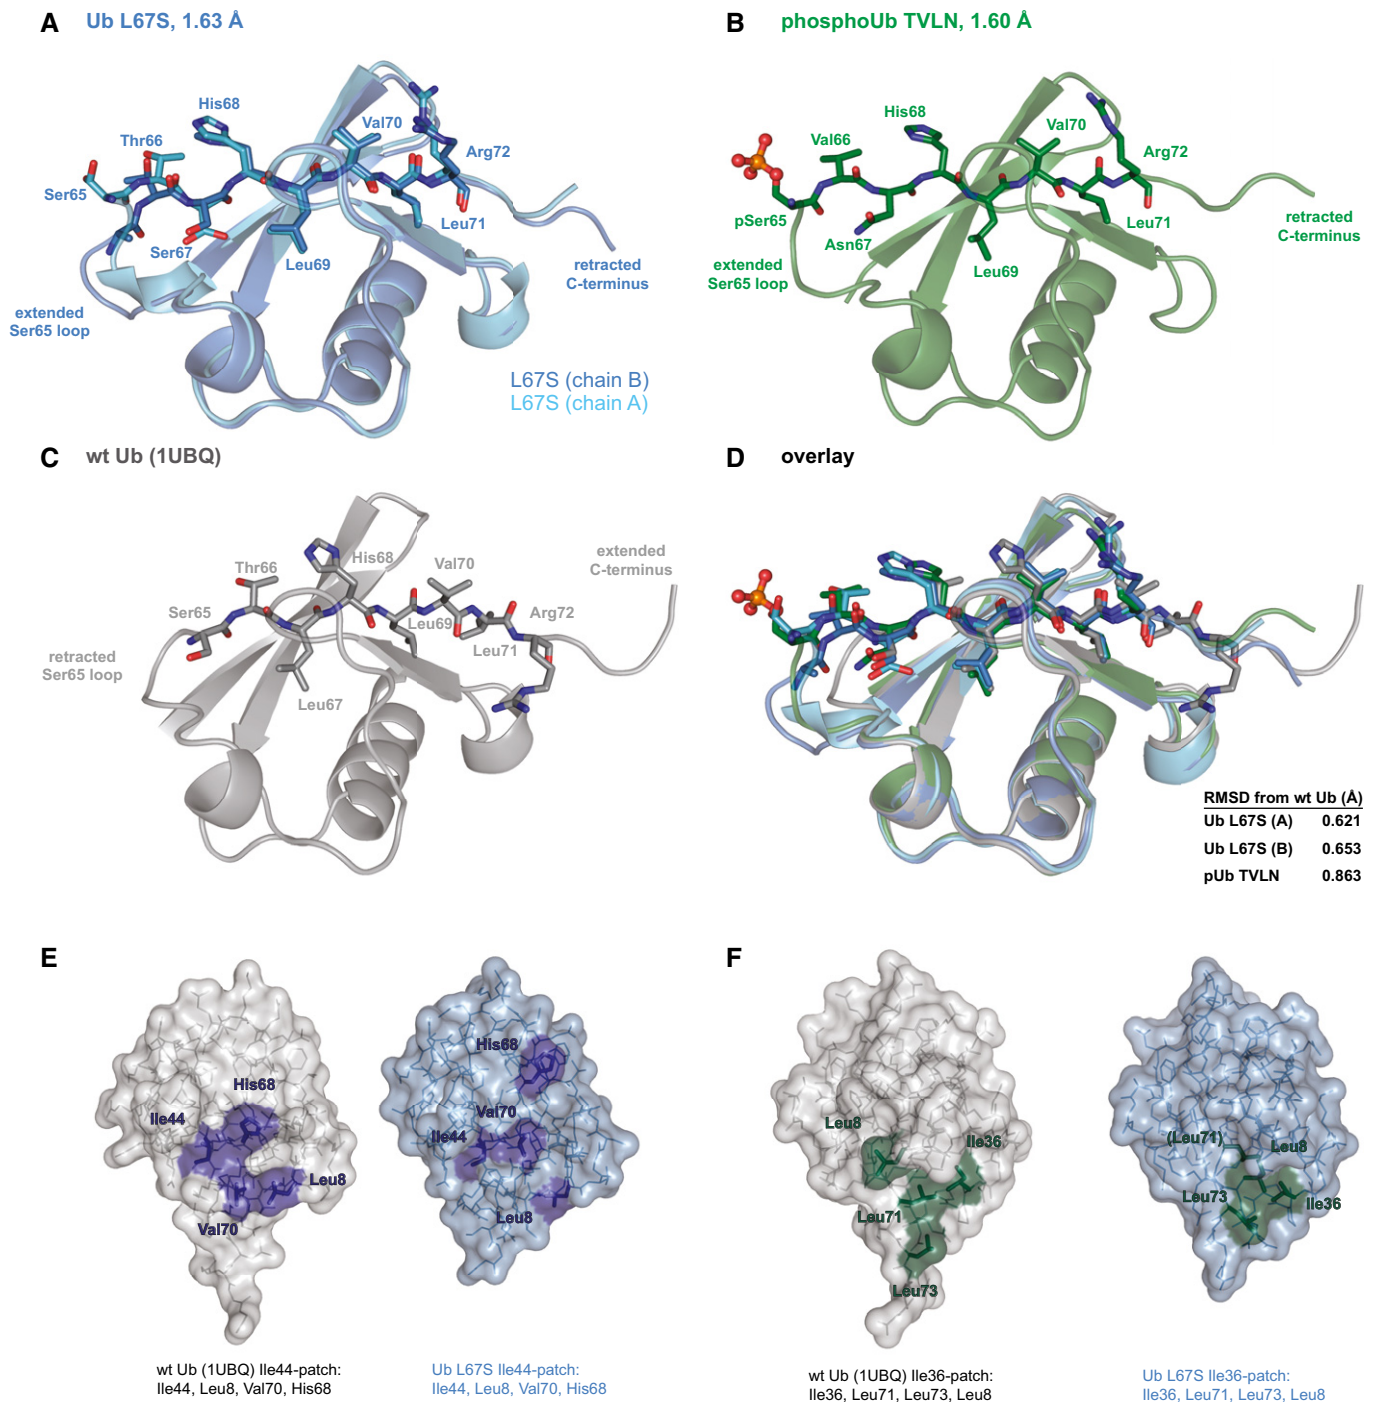 A Ub L67S, 1.63 Å
His68
Val70
Thr66
Arg72
Ser65
Ser67
Leu71
Leu69
retracted
C-terminus
extended
Ser65 loop
L67S (chain B)
L67S (chain A)
B phosphoUb TVLN, 1.60 Å
His68
Val70
Val66
Arg72
pSer65
Asn67
Leu71
Leu69
retracted
C-terminus
extended
Ser65 loop
C wt Ub (1UBQ)
His68
Val70
extended
C-terminus
Thr66
Ser65
Leu69
Arg72
Leu71
retracted
Ser65 loop
Leu67
D overlay
RMSD from wt Ub (Å)
Ub L67S (A) 0.621
Ub L67S (B) 0.653
pUb TVLN 0.863
E
His68
Ile44
Leu8
Val70
His68
Val70
Ile44
Leu8
wt Ub (1UBQ) Ile44-patch:
Ile44, Leu8, Val70, His68
Ub L67S Ile44-patch:
Ile44, Leu8, Val70, His68
F
Leu8
Ile36
Leu71
Leu73
(Leu71)
Leu8
Leu73
Ile36
wt Ub (1UBQ) Ile36-patch:
Ile36, Leu71, Leu73, Leu8
Ub L67S Ile36-patch:
Ile36, Leu71, Leu73, Leu8